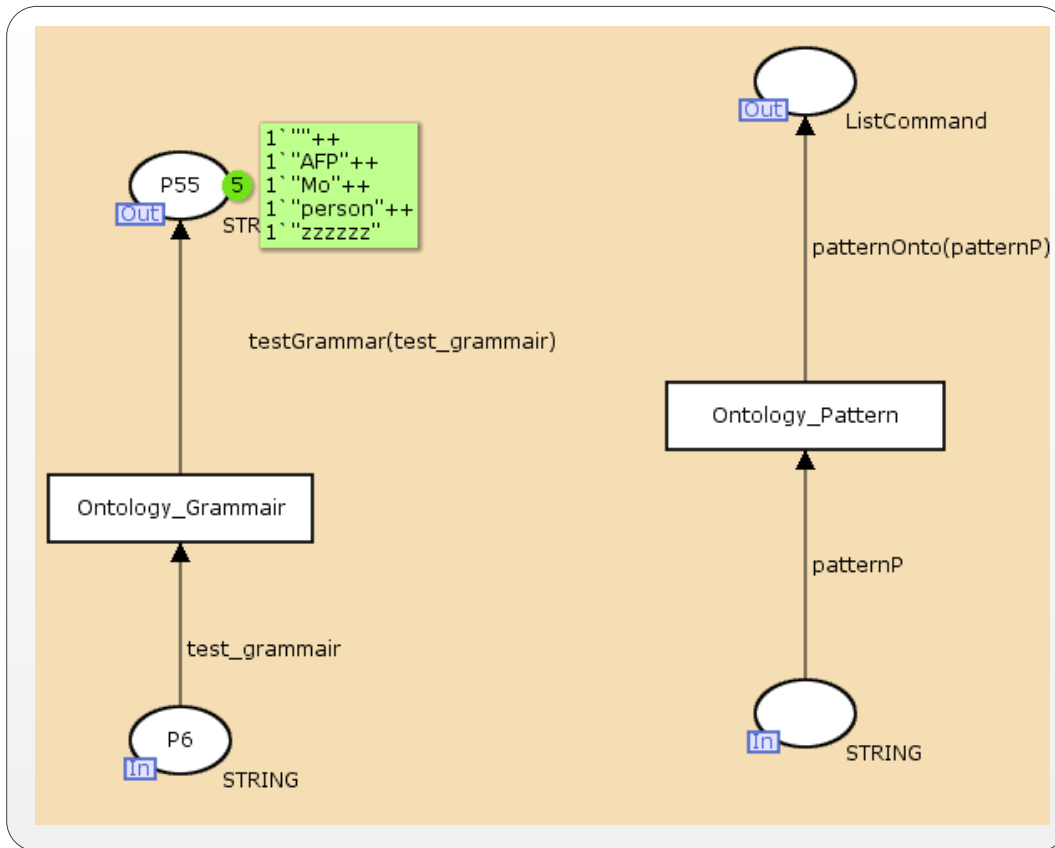 Out
ListCommand
1`""++
1`"AFP"++
1`"Mo"++
1`"person"++
1`"zzzzzz"
P55
5
Out
STR
patternOnto(patternP)
testGrammar(test_grammair)
Ontology_Pattern
Ontology_Grammair
patternP
test_grammair
P6
In
STRING
In
STRING